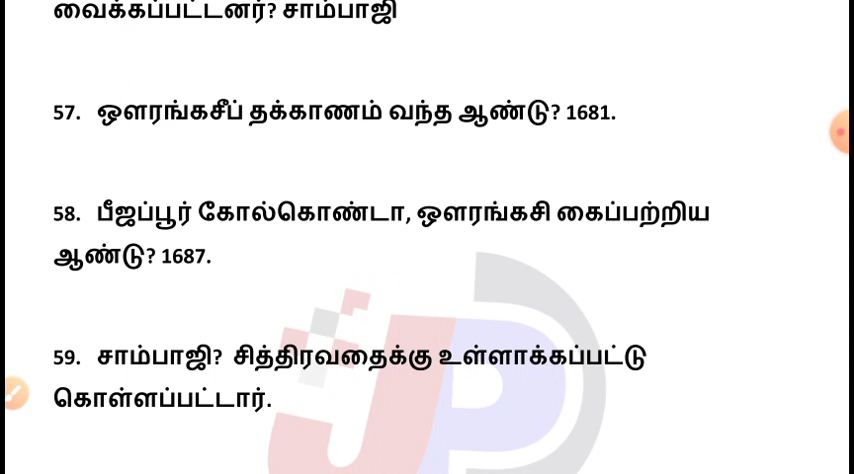 வைக்கப்பட்டனர்? சாம்பாஜி
57. ஔரங்கசீப் தக்காணம் வந்த ஆண்டு? 1681.
58. பீஜப்பூர் கோல்கொண்டா, ஔரங்கசி கைப்பற்றிய
ஆண்டு? 1687.
59. சாம்பாஜி? சித்திரவதைக்கு உள்ளாக்கப்பட்டு
கொள்ளப்பட்டார்.
JP